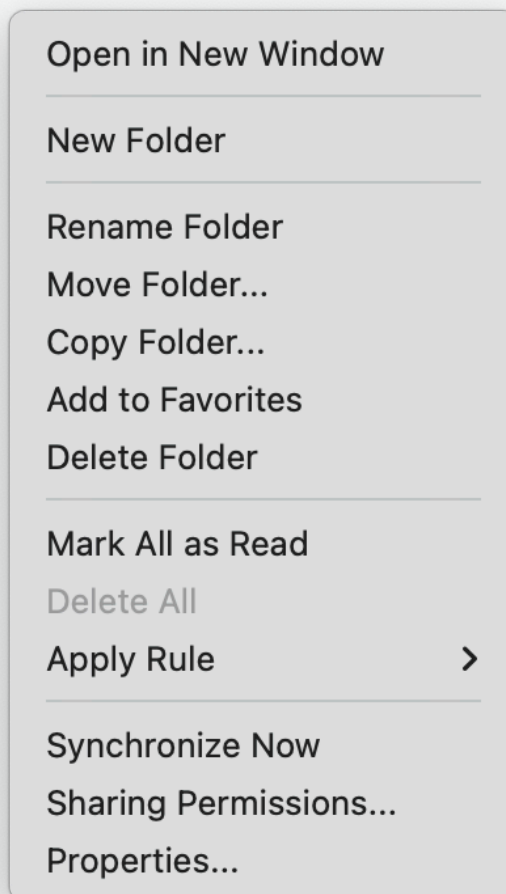 Open in New Window
New Folder
Rename Folder
Move Folder...
Copy Folder...
Add to Favorites
Delete Folder
Mark All as Read
Delete All
Apply Rule
Synchronize Now
Sharing Permissions...
Properties...